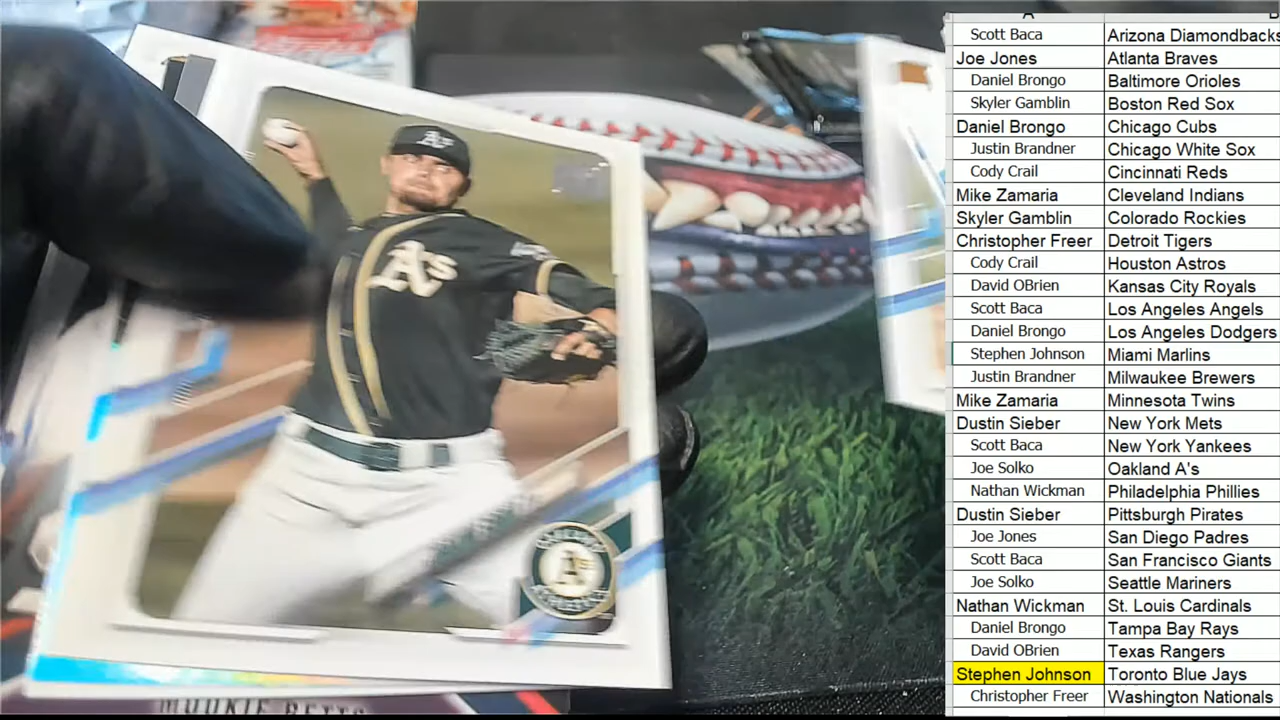 A B
Scott Baca Arizona Diamondbacks
Joe Jones Atlanta Braves
Daniel Brongo Baltimore Orioles
Skyler Gamblin Boston Red Sox
Daniel Brongo Chicago Cubs
Justin Brandner Chicago White Sox
Cody Crail Cincinnati Reds
Mike Zamaria Cleveland Indians
Skyler Gamblin Colorado Rockies
Christopher Freer Detroit Tigers
Cody Crail Houston Astros
David OBrien Kansas City Royals
Scott Baca Los Angeles Angels
Daniel Brongo Los Angeles Dodgers
Stephen Johnson Miami Marlins
Justin Brandner Milwaukee Brewers
Mike Zamaria Minnesota Twins
Dustin Sieber New York Mets
Scott Baca New York Yankees
Joe Solko Oakland A's
Nathan Wickman Philadelphia Phillies
Dustin Sieber Pittsburgh Pirates
Joe Jones San Diego Padres
Scott Baca San Francisco Giants
Joe Solko Seattle Mariners
Nathan Wickman St. Louis Cardinals
Daniel Brongo Tampa Bay Rays
David OBrien Texas Rangers
Stephen Johnson Toronto Blue Jays
Christopher Freer Washington Nationals
A's
A's
A's
MOOKIE BETTS